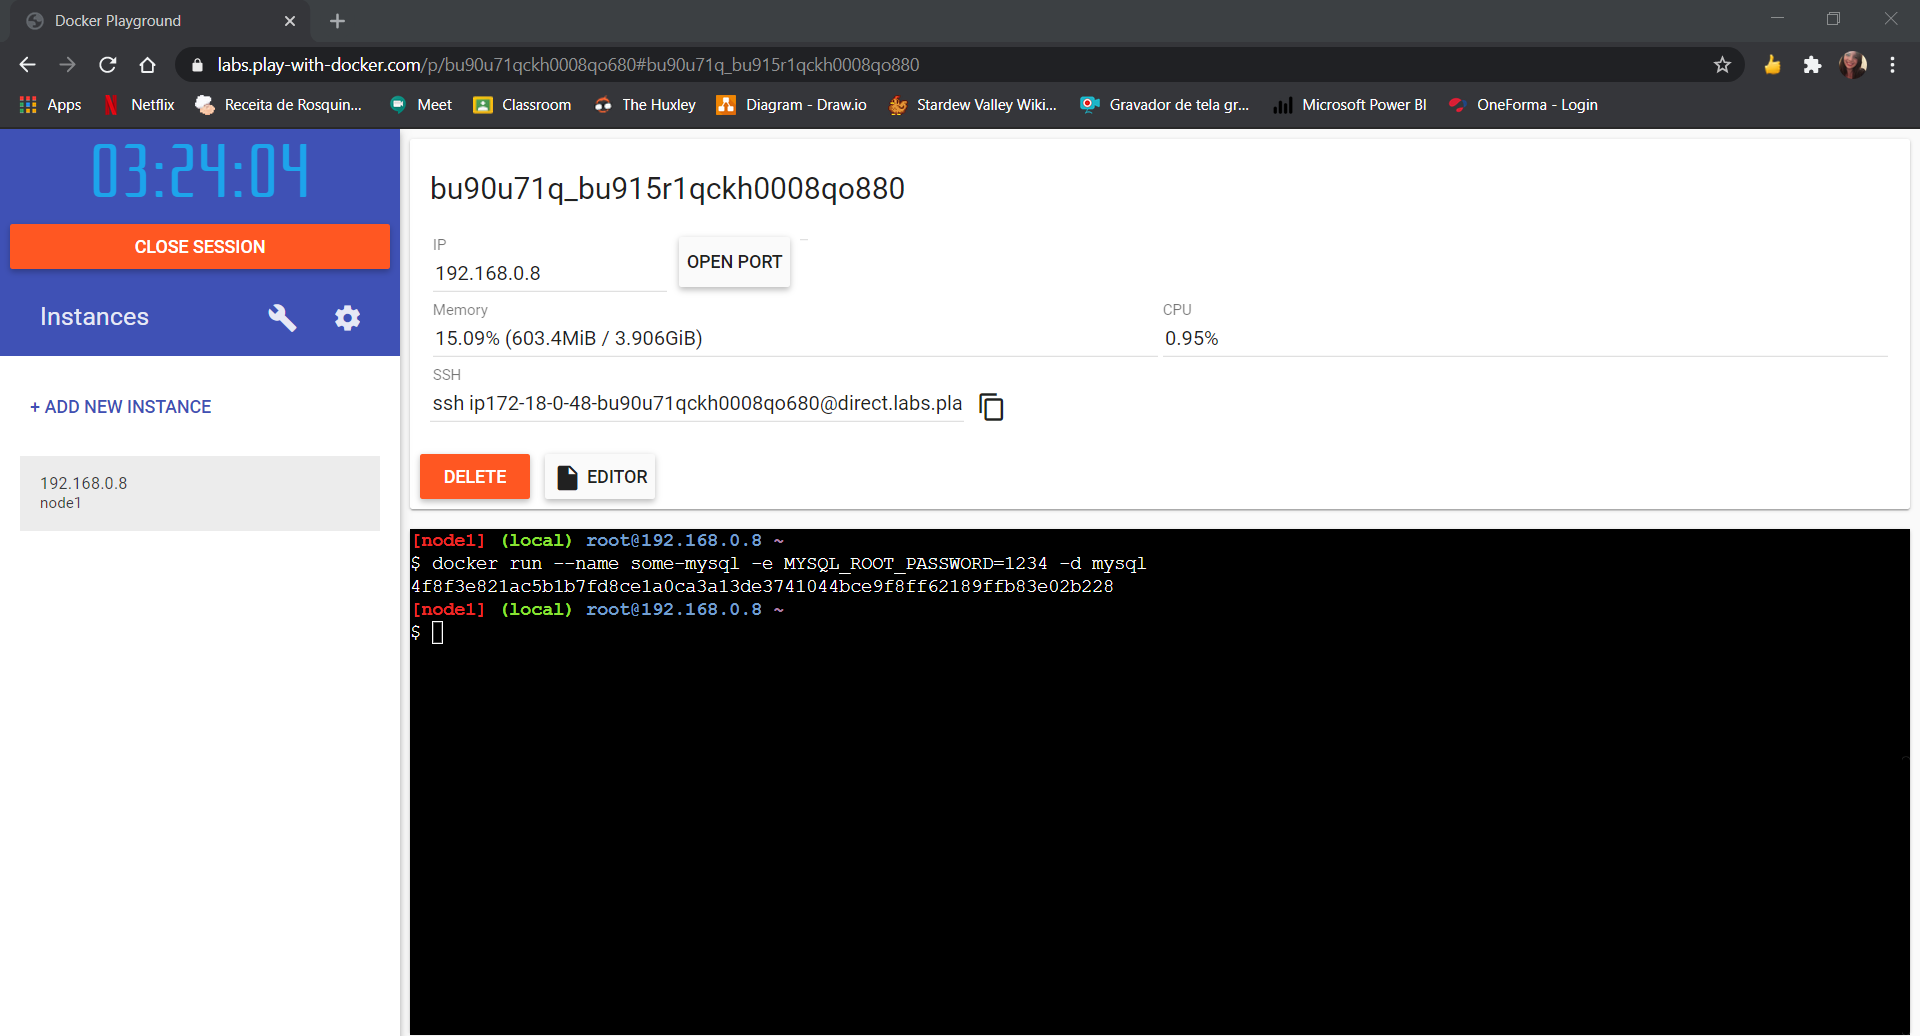 Docker Playground
labs.play-with-docker.com/p/bu90u71qckh0008qo680#bu90u71q_bu915r1qckh0008qo880
Apps Netflix Receita de Rosquin... Meet Classroom The Huxley Diagram - Draw.io Stardew Valley Wiki... Gravador de tela gr... Microsoft Power BI OneForma - Login
03:24:04
CLOSE SESSION
Instances
+ ADD NEW INSTANCE
192.168.0.8
node1
bu90u71q_bu915r1qckh0008qo880
IP
192.168.0.8
OPEN PORT
Memory
15.09% (603.4MiB / 3.906GiB)
CPU
0.95%
SSH
ssh ip172-18-0-48-bu90u71qckh0008qo680@direct.labs.pla
DELETE
EDITOR
[node1] (local) root@192.168.0.8 ~
$ docker run --name some-mysql -e MYSQL_ROOT_PASSWORD=1234 -d mysql
4f8f3e821ac5b1b7fd8ce1a0ca3a13de3741044bce9f8ff62189ffb83e02b228
[node1] (local) root@192.168.0.8 ~
$